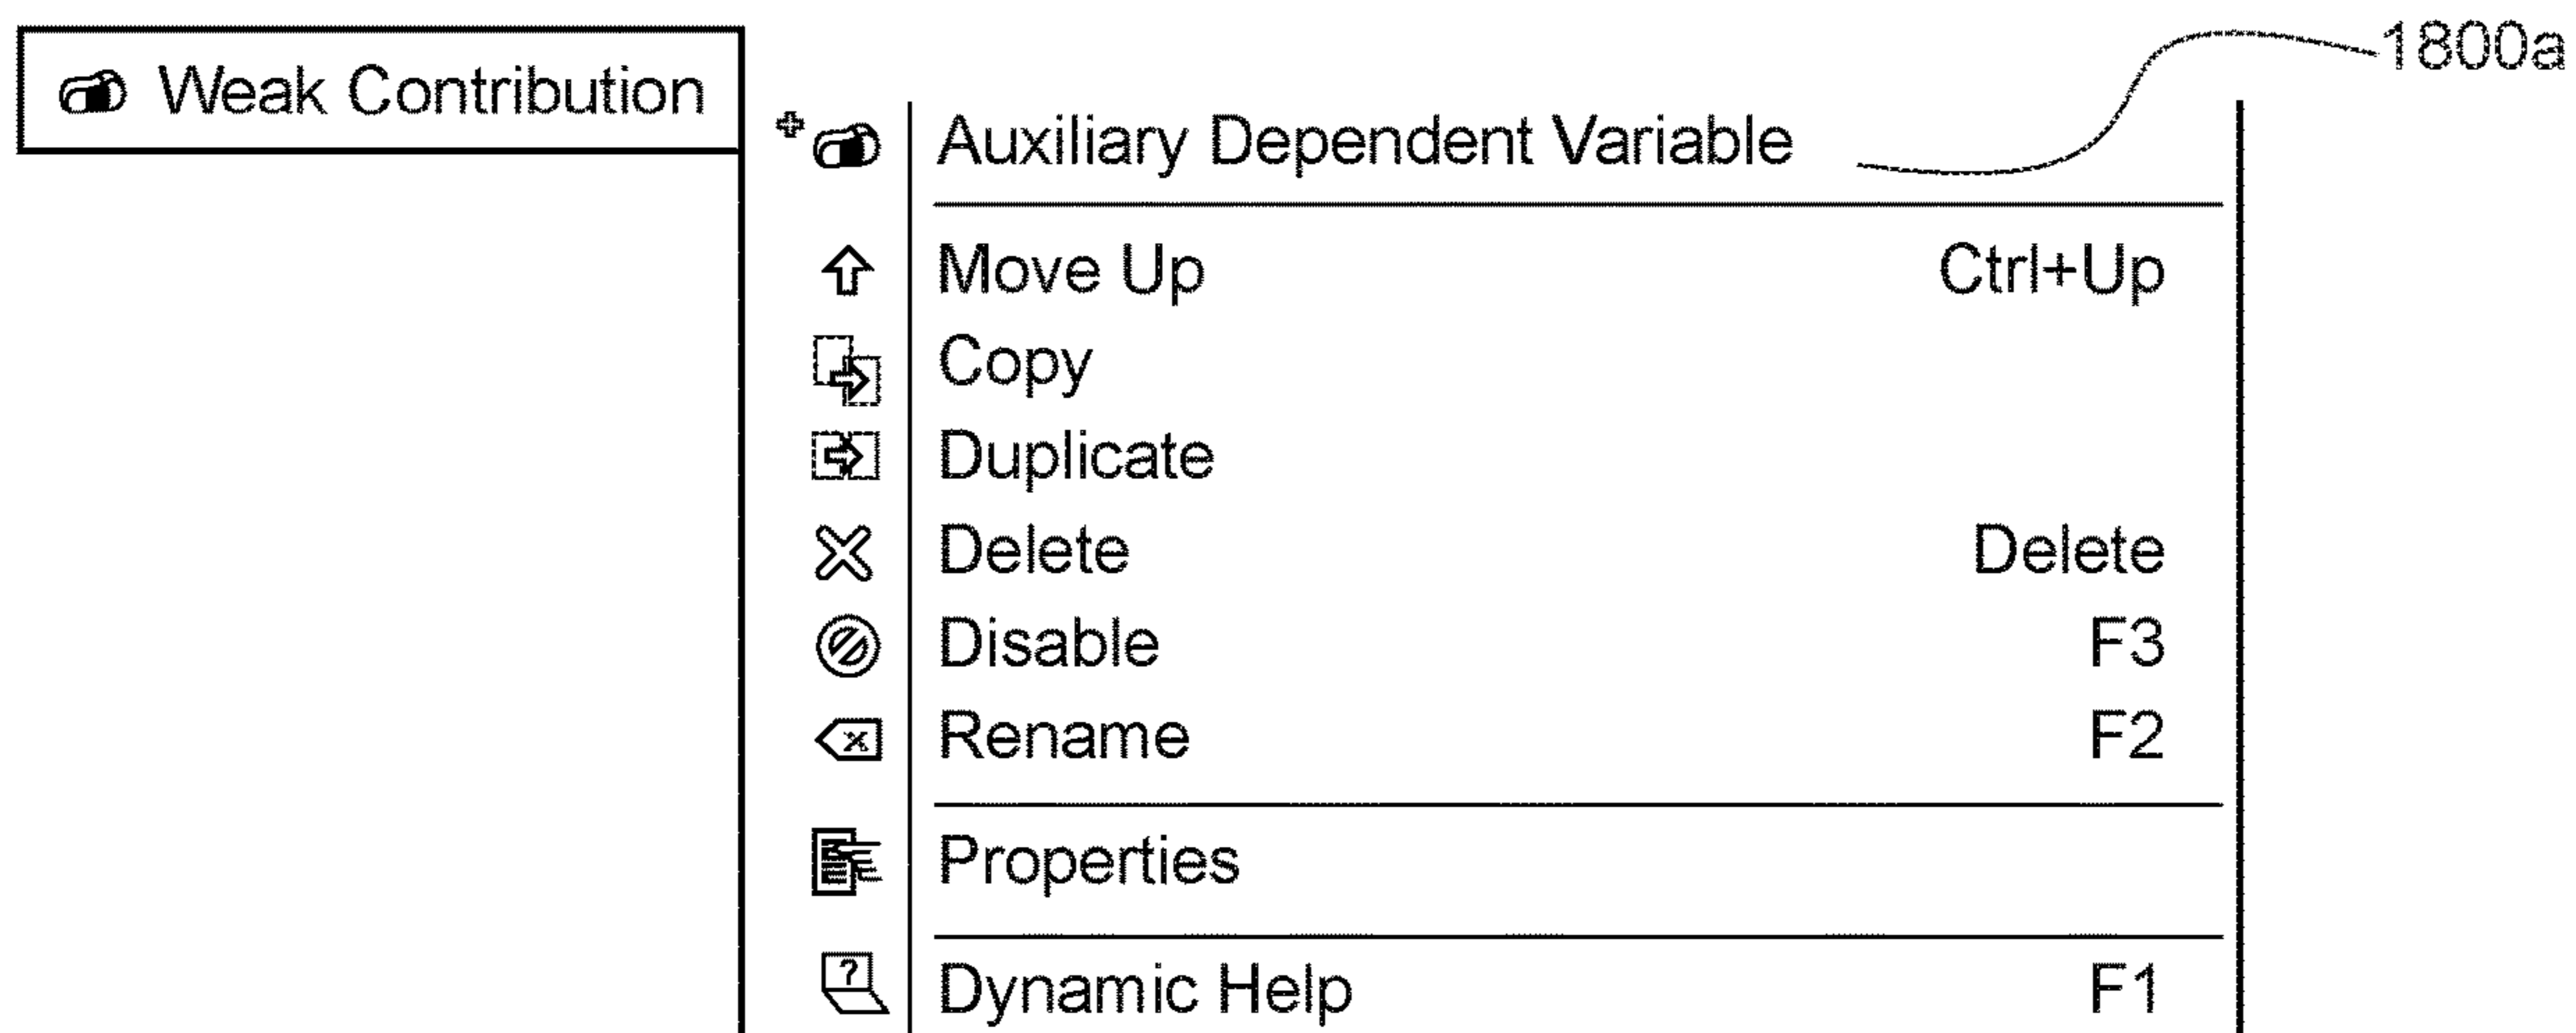 1800a
Weak Contribution
Auxiliary Dependent Variable
Move Up Ctrl+Up
Copy
Duplicate
Delete Delete
Disable F3
Rename F2
Properties
? Dynamic Help F1